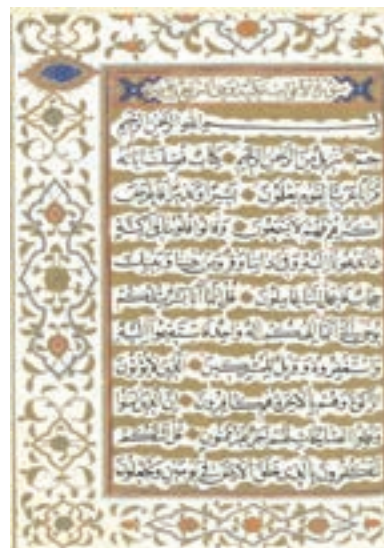 بسم الله الرحمن الرحيم
حم تنزيل من الرحمن الرحيم كتاب فصلت آياته
قرآنا عربيا لقوم يعلمون بشيرا ونذيرا فأعرض
أكثرهم فهم لا يسمعون وقالوا قلوبنا في أكنة
مما تدعونا إليه وفي آذاننا وقر ومن بيننا وبينك
حجاب فاعمل إننا عاملون قل إنما أنا بشر مثلكم
يوحى إلي أنما إلهكم إله واحد فاستقيموا إليه
واستغفروه وويل للمشركين الذين لا يؤتون
الزكاة وهم بالآخرة هم كافرون إن الذين آمنوا
وعملوا الصالحات لهم أجر غير ممنون قل أئنكم
لتكفرون بالذي خلق الأرض في يومين وتجعلون